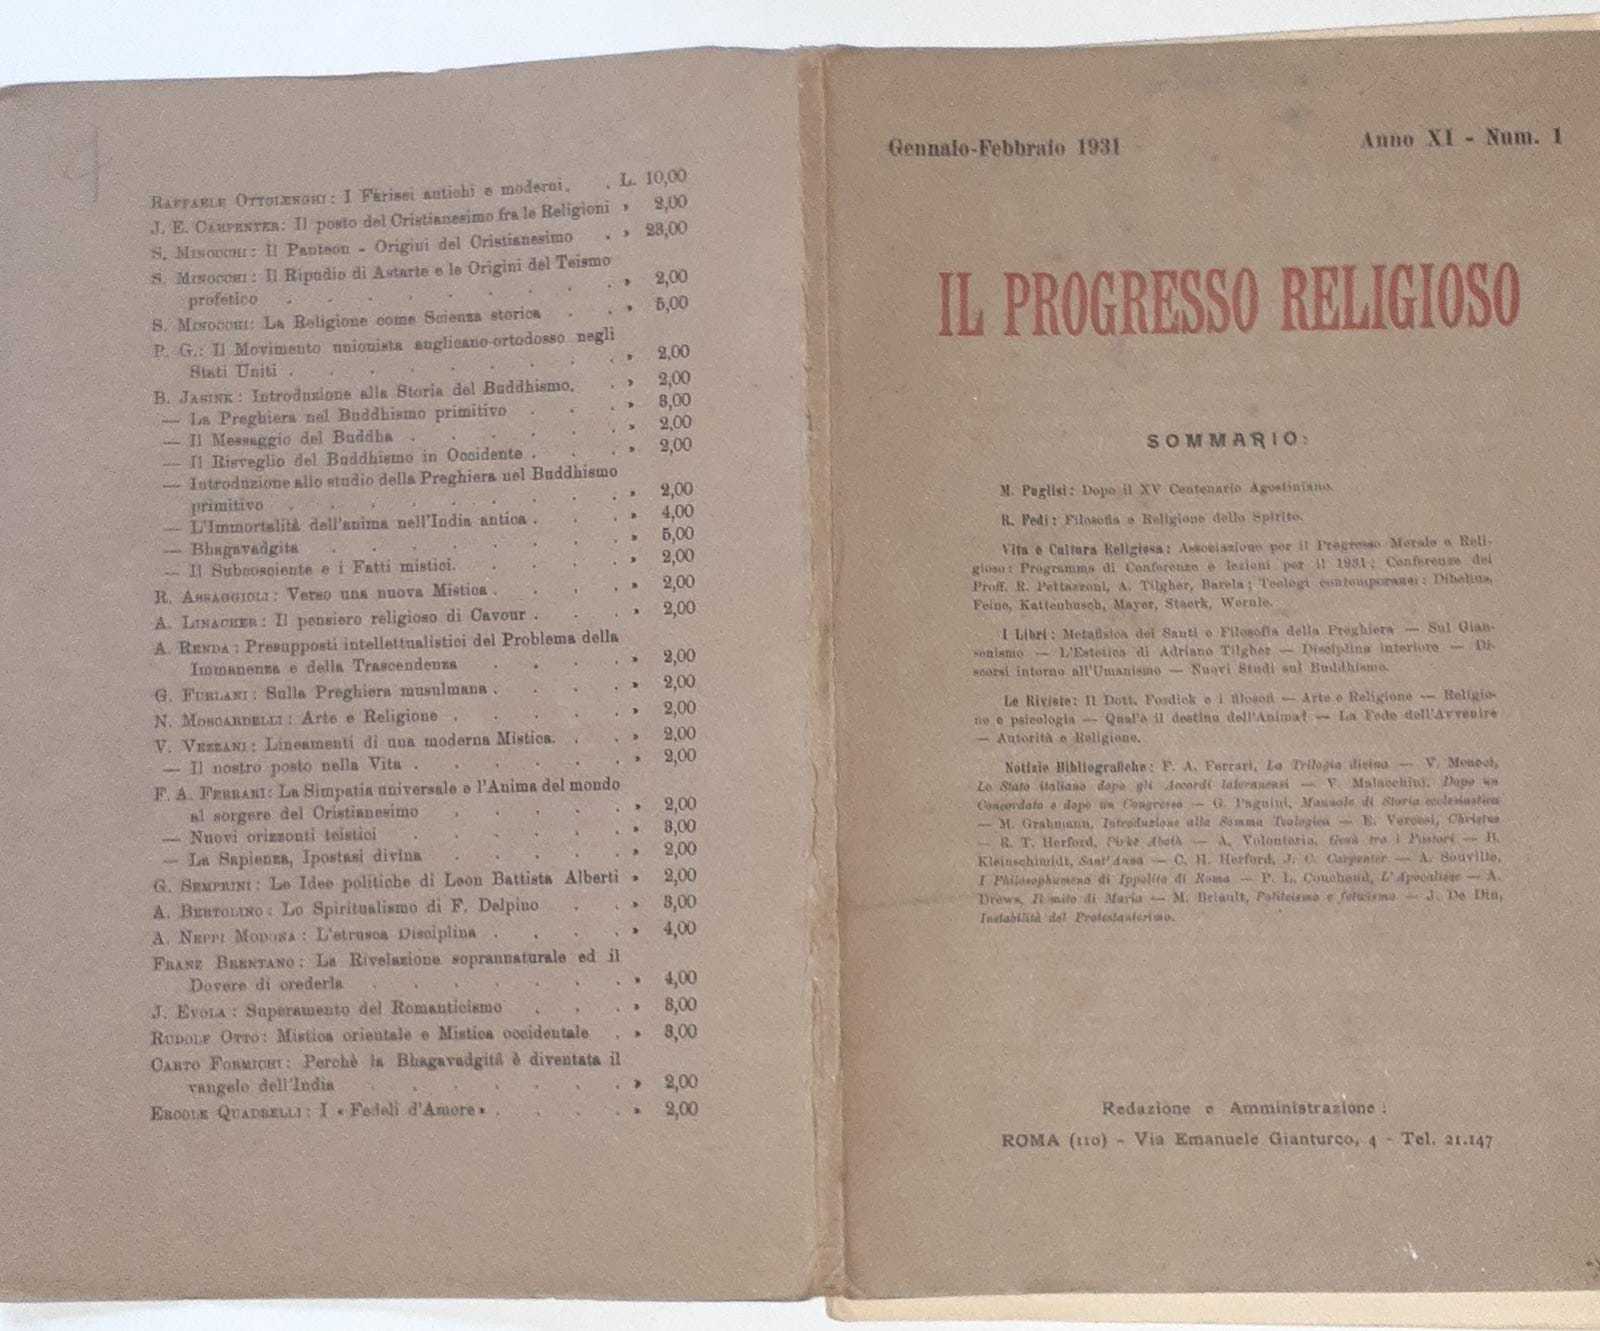 RAFFAELE OTTOLENGHI: I Farisei antichi e moderni. . L. 10,00
J. E. CARPENTER: Il posto del Cristianesimo fra le Religioni » 2,00
S. MINOCCHI: Il Panteon - Origini del Cristianesimo . » 23,00
S. MINOCCHI: Il Ripudio di Astarte e le Origini del Teismo
profetico . . . . . . . . » 2,00
S. MINOCCHI: La Religione come Scienza storica . . » 5,00
P. G.: Il Movimento unionista anglicano-ortodosso negli
Stati Uniti . . . . . . . . » 2,00
B. JASINK: Introduzione alla Storia del Buddhismo. . » 2,00
— La Preghiera nel Buddhismo primitivo . . . » 3,00
— Il Messaggio del Buddha . . . . . . » 2,00
— Il Risveglio del Buddhismo in Occidente . . . » 2,00
— Introduzione allo studio della Preghiera nel Buddhismo
primitivo . . . . . . . . » 2,00
— L'Immortalità dell'anima nell'India antica . . . » 4,00
— Bhagavadgita . . . . . . . » 5,00
— Il Subcosciente e i Fatti mistici. . . . . » 2,00
R. ASSAGGIOLI: Verso una nuova Mistica . . . . » 2,00
A. LINACHER: Il pensiero religioso di Cavour . . . » 2,00
A. RENDA: Presupposti intellettualistici del Problema della
Immanenza e della Trascendenza . . . . » 2,00
G. FURLANI: Sulla Preghiera musulmana . . . . » 2,00
N. MOSCARDELLI: Arte e Religione . . . . . » 2,00
V. VEZZANI: Lineamenti di una moderna Mistica. . . » 2,00
— Il nostro posto nella Vita . . . . . . » 2,00
F. A. FERRARI: La Simpatia universale e l'Anima del mondo
al sorgere del Cristianesimo . . . . . » 2,00
— Nuovi orizzonti teistici . . . . . . » 3,00
— La Sapienza, Ipostasi divina . . . . . » 2,00
G. SEMPRINI: Le Idee politiche di Leon Battista Alberti » 2,00
A. BERTOLINO: Lo Spiritualismo di F. Delpino . . » 3,00
A. NEPPI MODONA: L'etrusca Disciplina . . . . » 4,00
FRANZ BRENTANO: La Rivelazione soprannaturale ed il
Dovere di crederla . . . . . . » 4,00
J. EVOLA: Superamento del Romanticismo . . . » 3,00
RUDOLF OTTO: Mistica orientale e Mistica occidentale . » 3,00
CARTO FORMICHI: Perchè la Bhagavadgîtâ è diventata il
vangelo dell'India . . . . . . » 2,00
ERCOLE QUADRELLI: I « Fedeli d'Amore » . . . . » 2,00
Gennaio-Febbraio 1931 Anno XI - Num. 1
IL PROGRESSO RELIGIOSO
SOMMARIO:
M. Puglisi: Dopo il XV Centenario Agostiniano.
R. Fedi: Filosofia e Religione dello Spirito.
Vita e Cultura Religiosa: Associazione per il Progresso Morale e Reli-
gioso: Programma di Conferenze e lezioni per il 1931; Conferenze dei
Proff. R. Pettazzoni, A. Tilgher, Barela; Teologi contemporanei: Dibelius,
Feine, Kattenbusch, Mayer, Staerk, Wernle.
I Libri: Metafisica dei Santi e Filosofia della Preghiera — Sul Gian-
senismo — L'Estetica di Adriano Tilgher — Disciplina interiore — Di-
scorsi intorno all'Umanismo — Nuovi Studi sul Buddhismo.
Le Riviste: Il Dott. Fosdick e i filosofi — Arte e Religione — Religio-
ne e psicologia — Qual'è il destino dell'Anima? — La Fede dell'Avvenire
— Autorità e Religione.
Notizie Bibliografiche: F. A. Ferrari, La Trilogia divina — V. Menoci,
Lo Stato italiano dopo gli Accordi lateranensi — V. Malacchini, Dopo un
Concordato e dopo un Congresso — G. Paguini, Manuale di Storia ecclesiastica
— M. Grabmann, Introduzione alla Somma Teologica — E. Vercesi, Christus
— R. T. Herford, Pirké Aboth — A. Volonteria, Gesù tra i Pastori — B.
Kleinschmidt, Sant'Anna — C. H. Herford, J. C. Carpenter — A. Souville,
I Philosophumena di Ippolito di Roma — P. L. Couchoud, L'Apocalisse — A.
Drews, Il mito di Maria — M. Briault, Politeismo e feticismo — J. De Din,
Instabilità del Protestantesimo.
Redazione e Amministrazione:
ROMA (110) - Via Emanuele Gianturco, 4 - Tel. 21.147